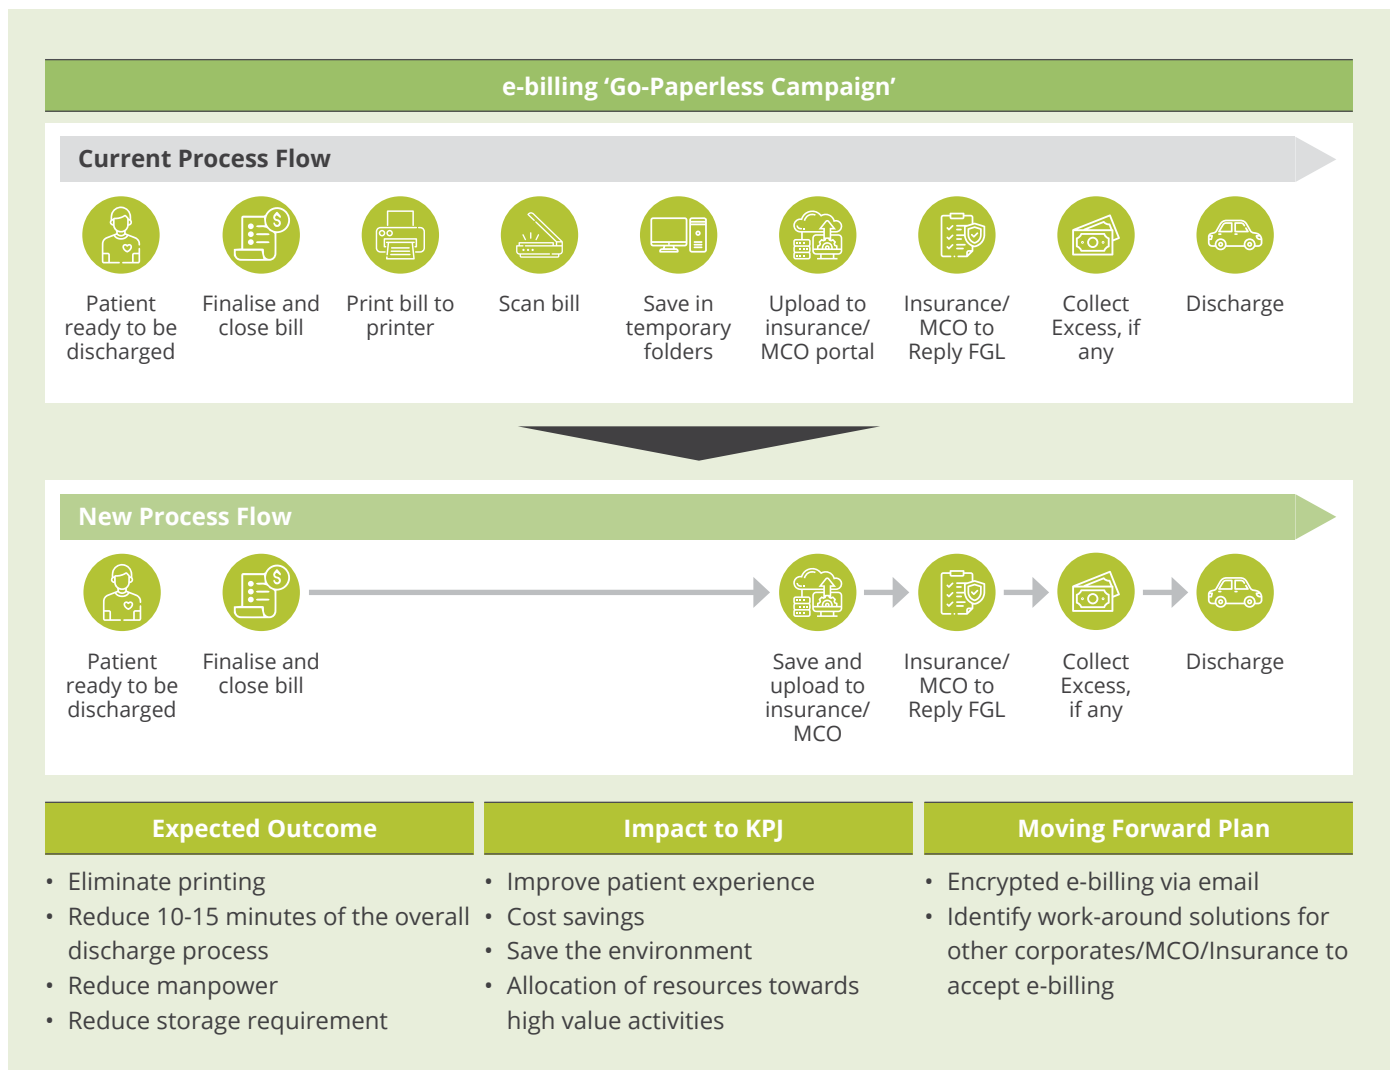 e-billing ‘Go-Paperless Campaign’
Current Process Flow
Patient
ready to be
discharged
Finalise and
close bill
Print bill to
printer
Scan bill
Save in
temporary
folders
Upload to
insurance/
MCO portal
Insurance/
MCO to
Reply FGL
Collect
Excess, if
any
Discharge
New Process Flow
Patient
ready to be
discharged
Finalise and
close bill
Save and
upload to
insurance/
MCO
Insurance/
MCO to
Reply FGL
Collect
Excess,
if any
Discharge
Expected Outcome
• Eliminate printing
• Reduce 10-15 minutes of the overall
discharge process
• Reduce manpower
• Reduce storage requirement
Impact to KPJ
• Improve patient experience
• Cost savings
• Save the environment
• Allocation of resources towards
high value activities
Moving Forward Plan
• Encrypted e-billing via email
• Identify work-around solutions for
other corporates/MCO/Insurance to
accept e-billing